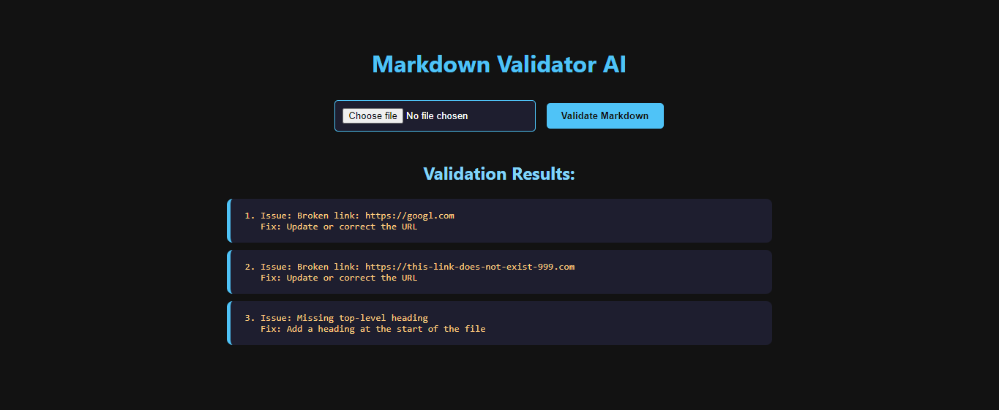 Markdown Validator AI
Choose file No file chosen
Validate Markdown
Validation Results:
1. Issue: Broken link: https://googl.com
Fix: Update or correct the URL
2. Issue: Broken link: https://this-link-does-not-exist-999.com
Fix: Update or correct the URL
3. Issue: Missing top-level heading
Fix: Add a heading at the start of the file